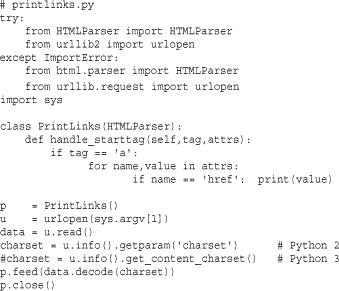 # printlinks.py
try:
    from HTMLParser import HTMLParser
    from urllib2 import urlopen
except ImportError:
    from html.parser import HTMLParser
    from urllib.request import urlopen
import sys

class PrintLinks(HTMLParser):
    def handle_starttag(self,tag,attrs):
        if tag == 'a':
             for name,value in attrs:
                    if name == 'href':  print(value)

p    = PrintLinks()
u    = urlopen(sys.argv[1])
data = u.read()
charset = u.info().getparam('charset')      # Python 2
#charset = u.info().get_content_charset()   # Python 3
p.feed(data.decode(charset))
p.close()